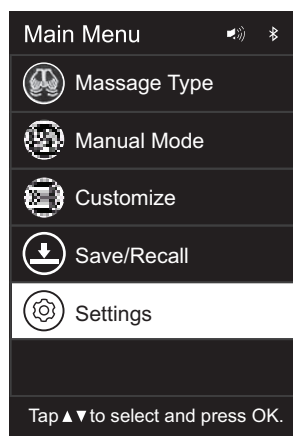 Main Menu
Massage Type
Manual Mode
Customize
Save/Recall
Settings
Tap▲▼to select and press OK.